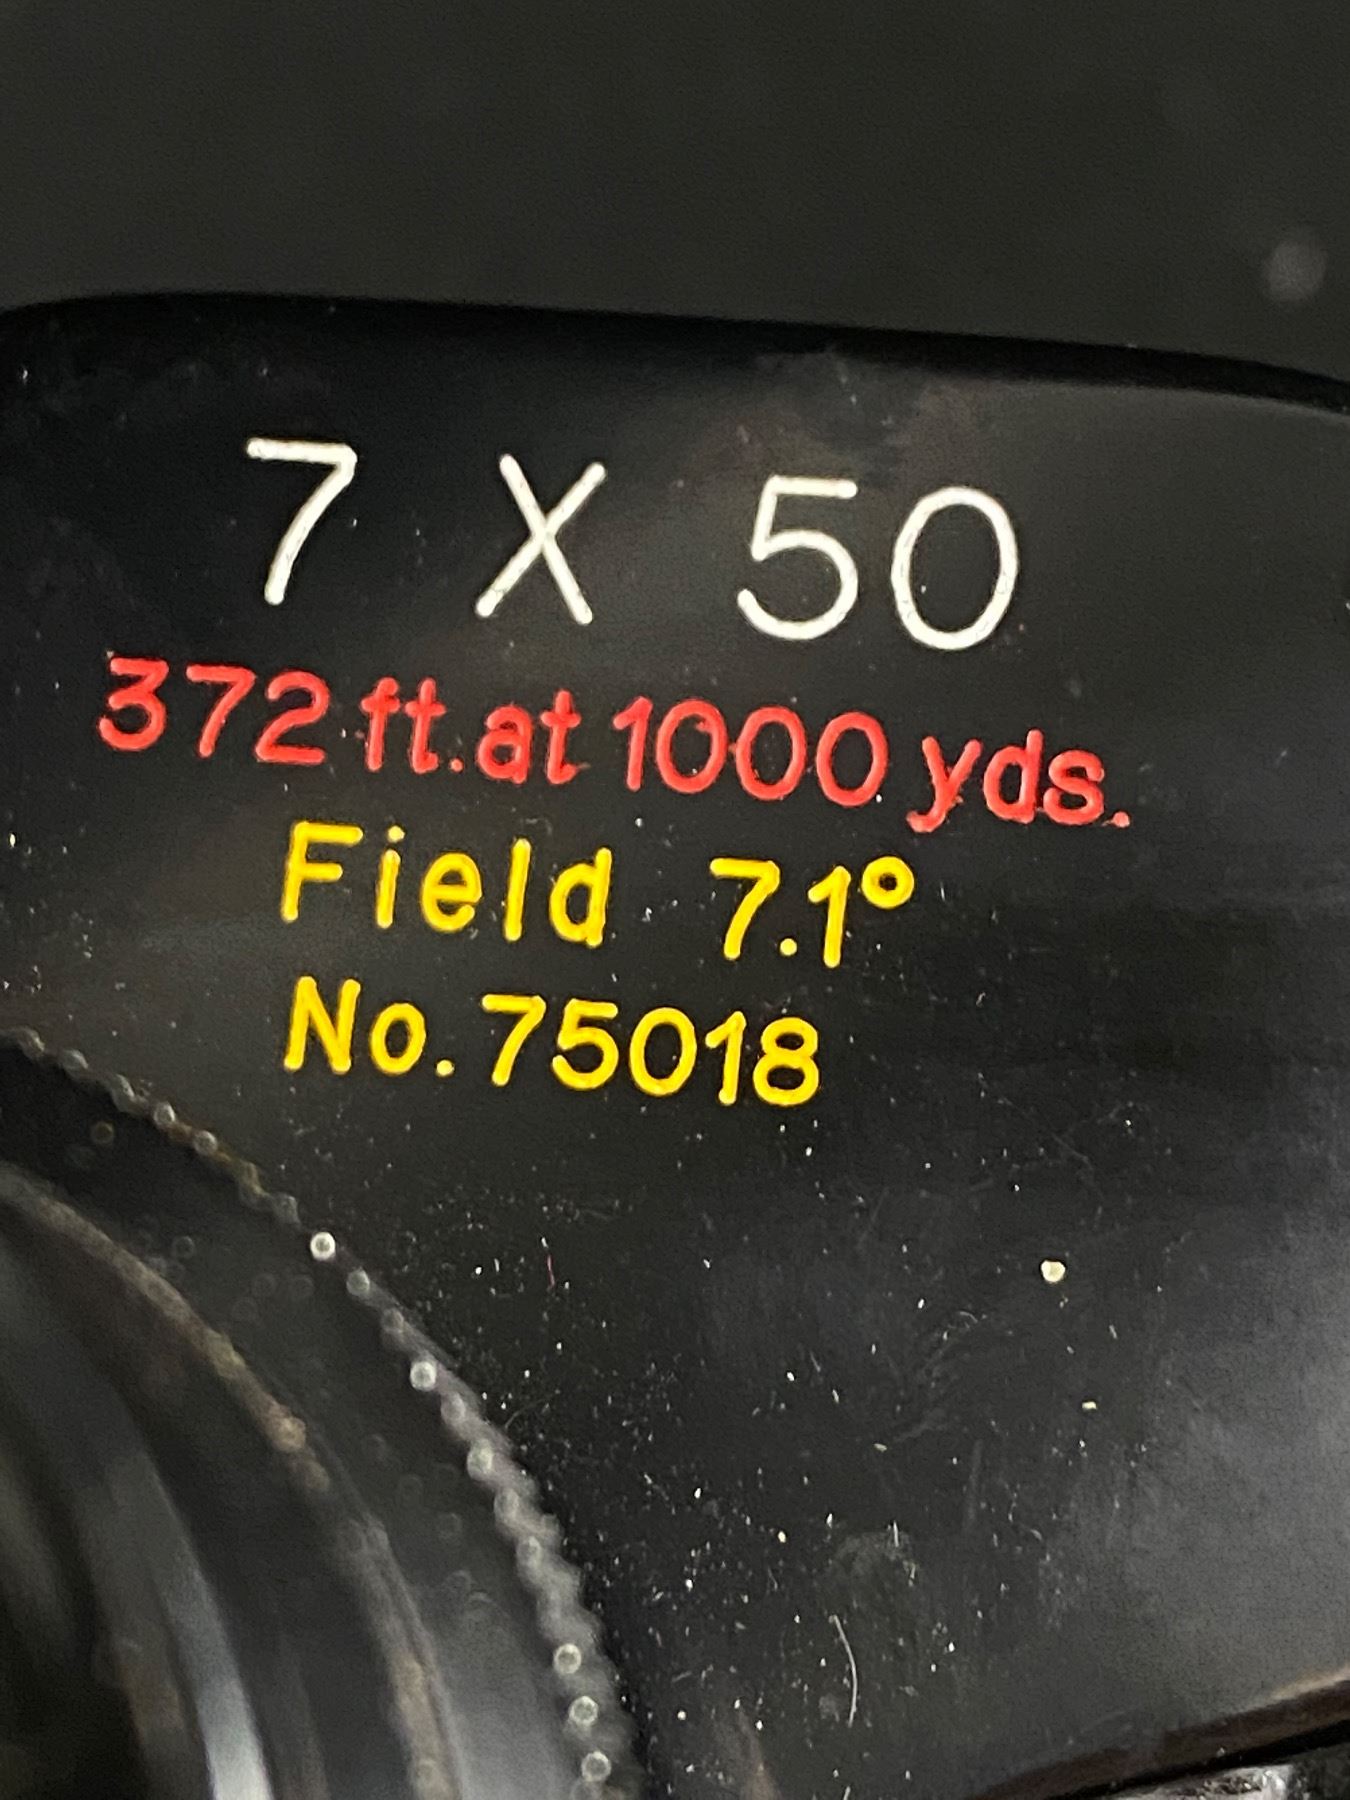 7 X 50
372 ft. at 1000 yds.
Field 7.1°
No. 75018